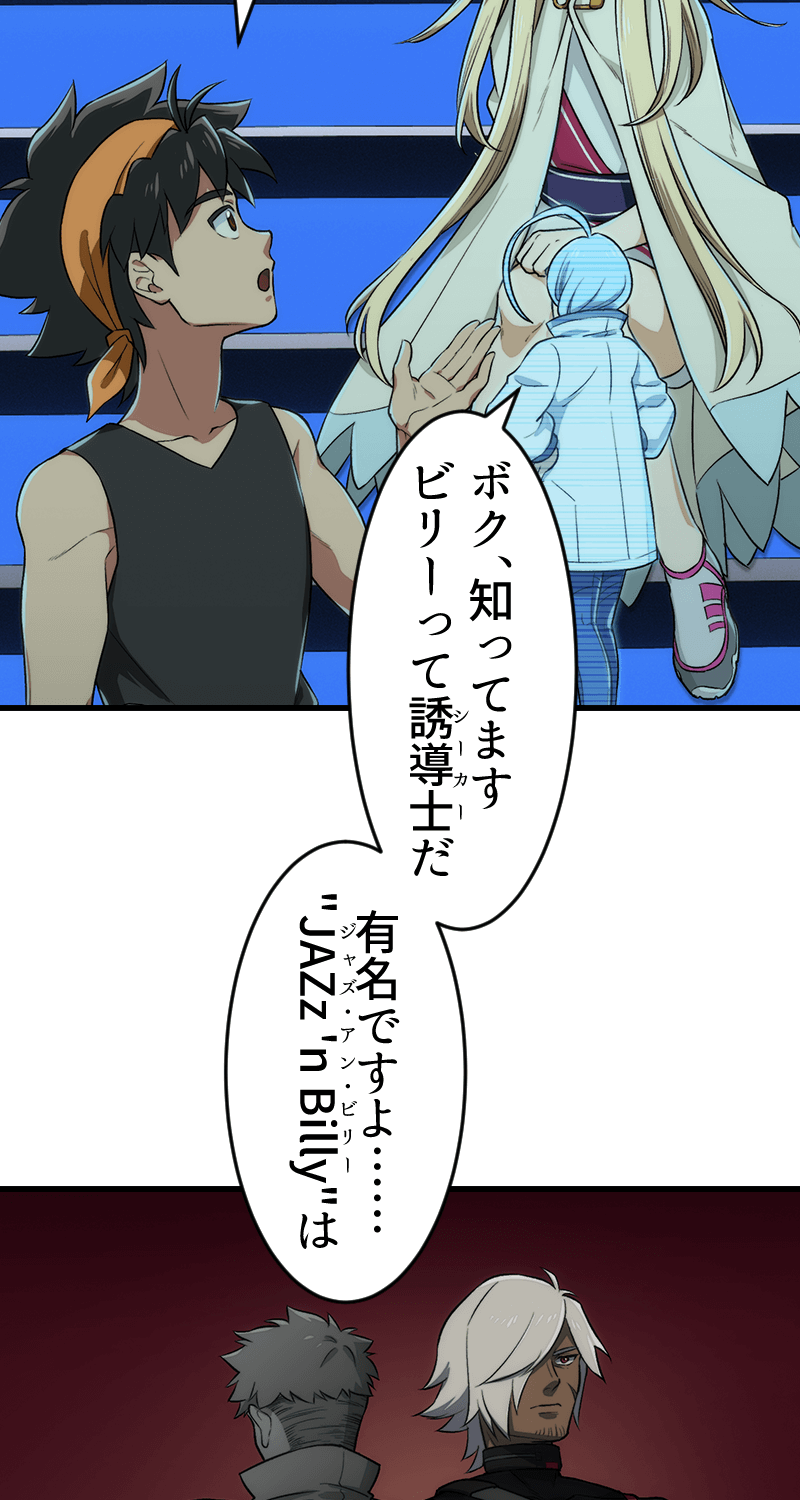 ボク、知ってます
ビリーって誘導士だ
シーカー
有名ですよ……
"JAZz 'n Billy"は
ジャズ・アン・ビリー